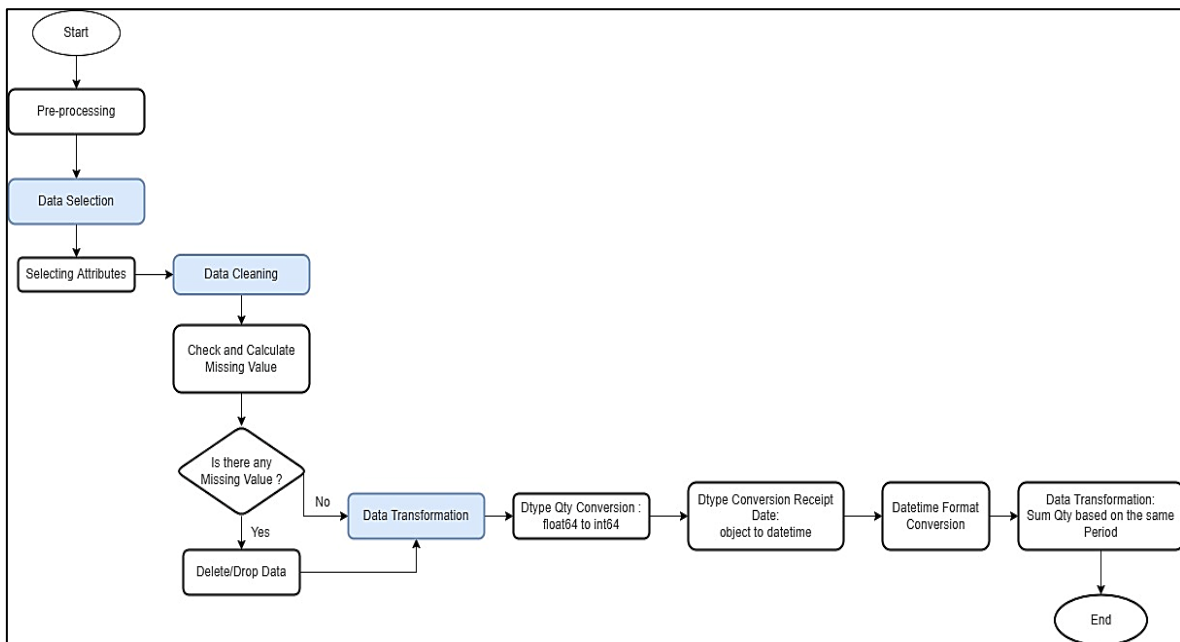 Start
Pre-processing
Data Selection
Selecting Attributes
Data Cleaning
Check and Calculate
Missing Value
Is there any
Missing Value ?
No
Yes
Delete/Drop Data
Data Transformation
Dtype Qty Conversion :
float64 to int64
Dtype Conversion Receipt
Date:
object to datetime
Datetime Format
Conversion
Data Transformation:
Sum Qty based on the same
Period
End